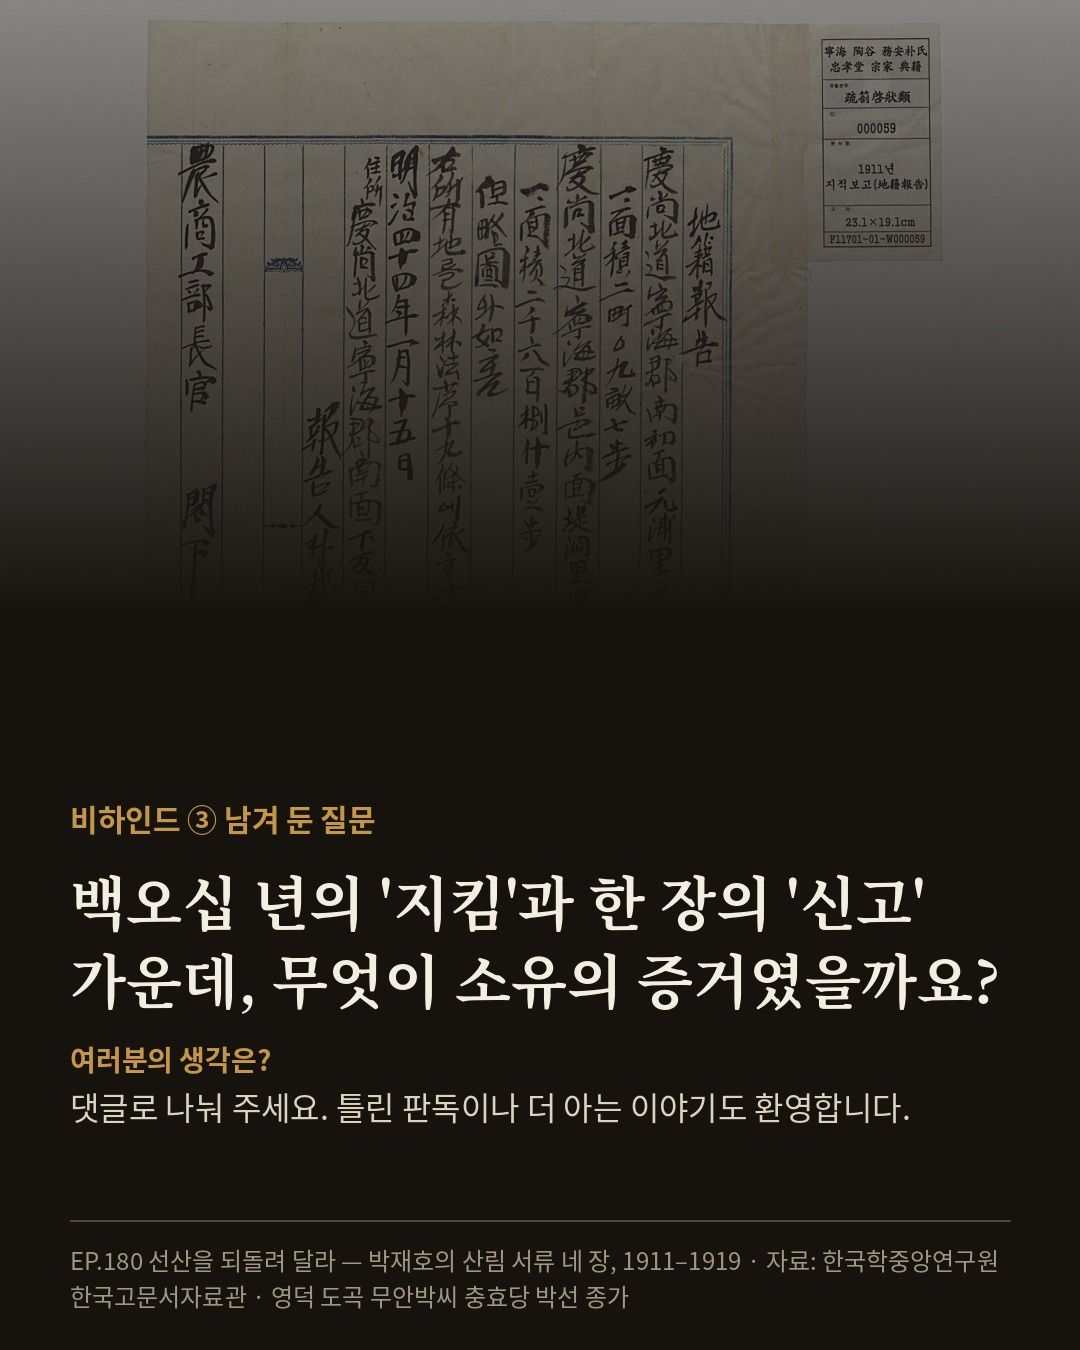 寧海 陶谷 務安朴氏
忠孝堂 宗家 典籍
疏箚啓狀類
000059
1911년
지적보고(地籍報告)
23.1×19.1cm
F11701-01-W000059
地籍報告
慶尚北道寧海郡南初面元浦里
一、面積二町〇九畝七步
慶尚北道寧海郡邑內面堤洞里
一、面積二千六百捌什壹步
但略圖外如書
右所有地를森林法第十九條에依
明治四十四年一月十五日
住所慶尚北道寧海郡南面
報告人朴
農商工部長官 閣下
비하인드 ③ 남겨 둔 질문
백오십 년의 '지킴'과 한 장의 '신고'
가운데, 무엇이 소유의 증거였을까요?
여러분의 생각은?
댓글로 나눠 주세요. 틀린 판독이나 더 아는 이야기도 환영합니다.
EP.180 선산을 되돌려 달라 — 박재호의 산림 서류 네 장, 1911–1919 · 자료: 한국학중앙연구원
한국고문서자료관 · 영덕 도곡 무안박씨 충효당 박선 종가